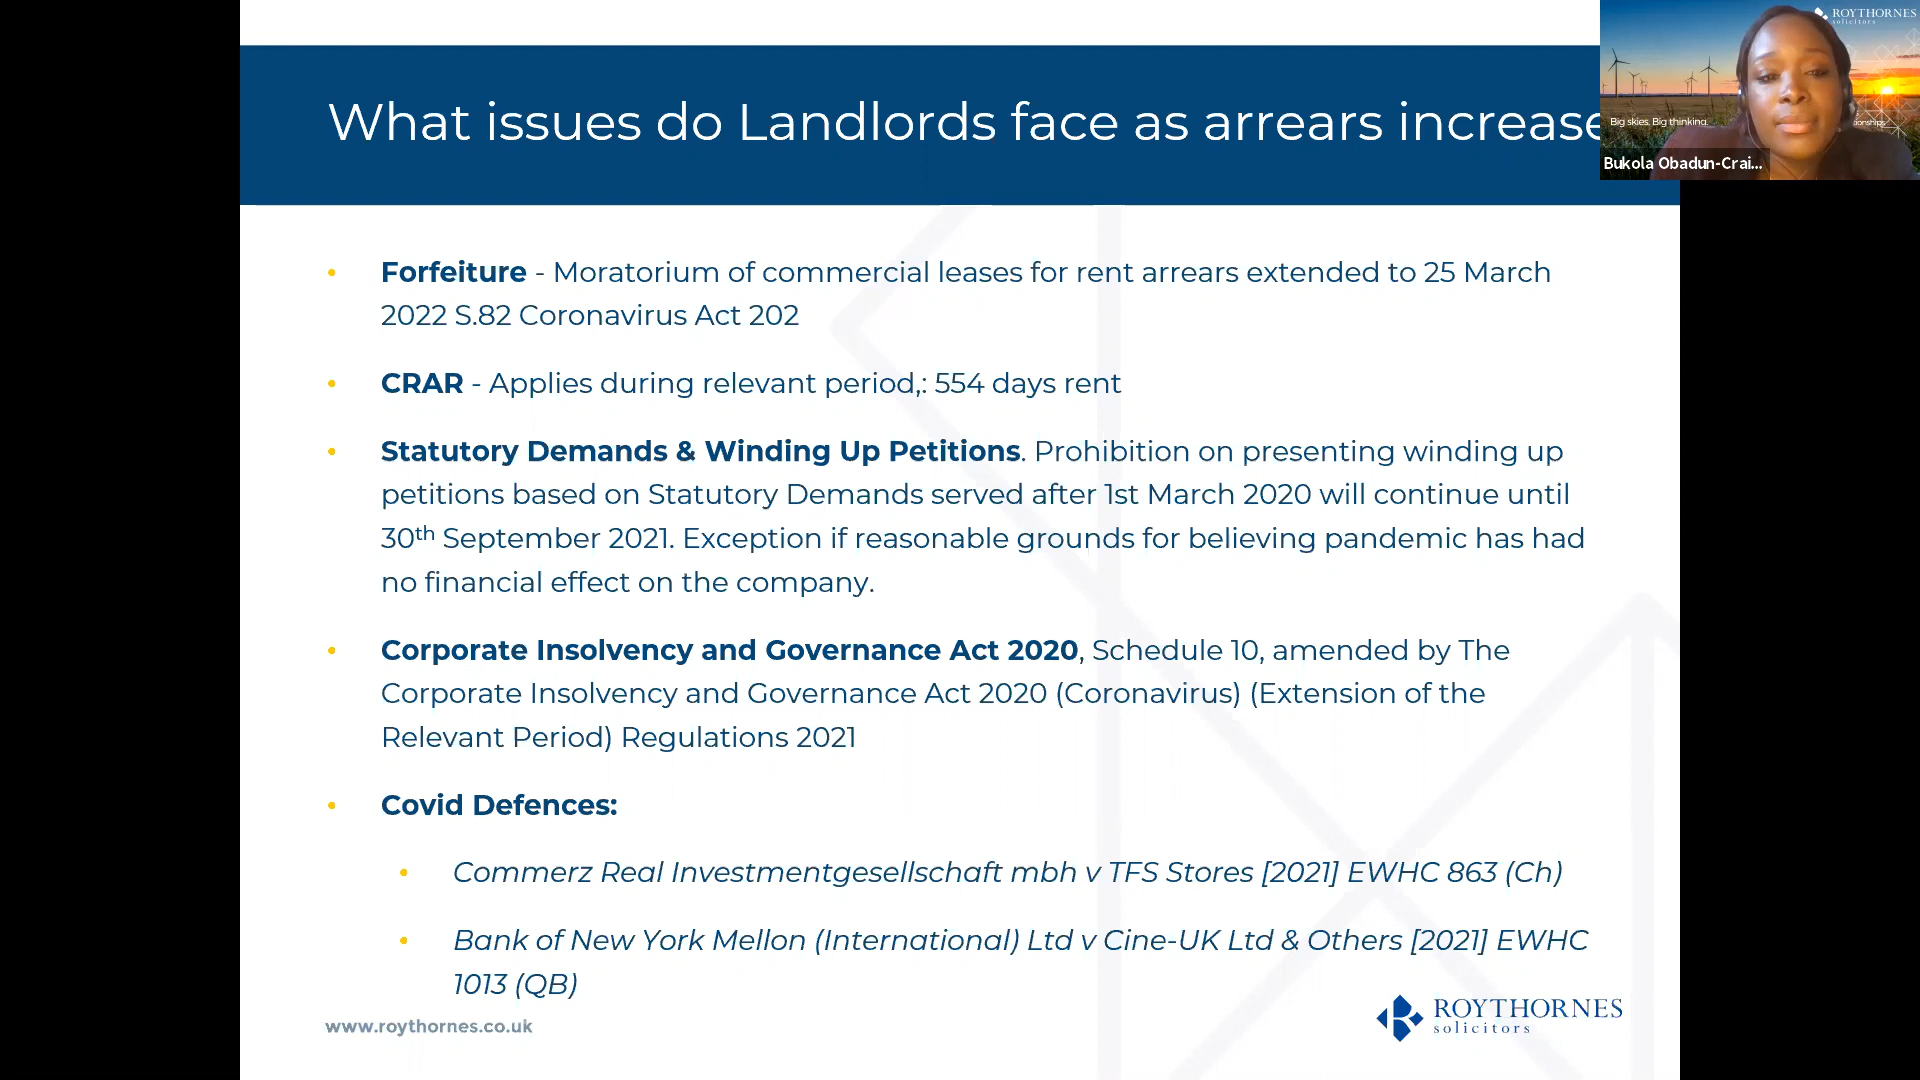 What issues do Landlords face as arrears increase
ROYTHORNES
solicitors
Big skies. Big thinking.
Bukola Obadun-Crai...
• Forfeiture - Moratorium of commercial leases for rent arrears extended to 25 March
2022 S.82 Coronavirus Act 202
• CRAR - Applies during relevant period,: 554 days rent
• Statutory Demands & Winding Up Petitions. Prohibition on presenting winding up
petitions based on Statutory Demands served after 1st March 2020 will continue until
30th September 2021. Exception if reasonable grounds for believing pandemic has had
no financial effect on the company.
• Corporate Insolvency and Governance Act 2020, Schedule 10, amended by The
Corporate Insolvency and Governance Act 2020 (Coronavirus) (Extension of the
Relevant Period) Regulations 2021
• Covid Defences:
• Commerz Real Investmentgesellschaft mbh v TFS Stores [2021] EWHC 863 (Ch)
• Bank of New York Mellon (International) Ltd v Cine-UK Ltd & Others [2021] EWHC
1013 (QB)
www.roythornes.co.uk
ROYTHORNES
solicitors